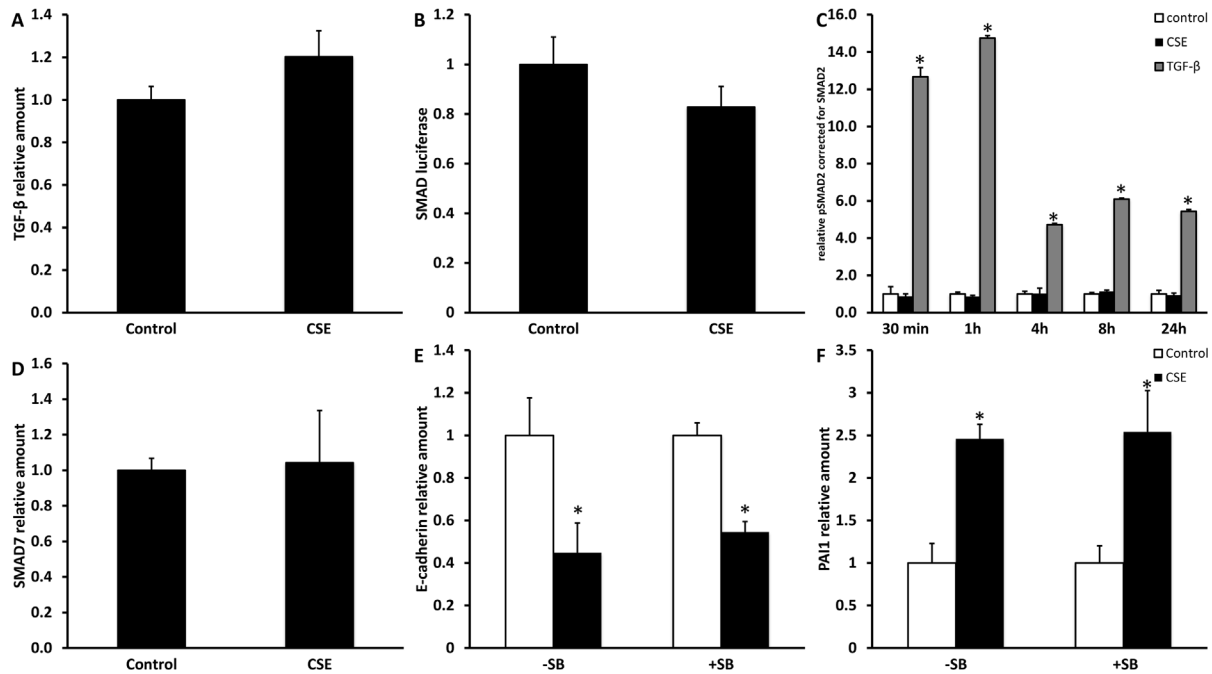 A
TGF-β relative amount
1.4
1.2
1.0
0.8
0.6
0.4
0.2
0.0
Control CSE
B
SMAD luciferase
1.2
1
0.8
0.6
0.4
0.2
0
Control CSE
C
realative pSMAD2 corrected for SMAD2
16.0
14.0
12.0
10.0
8.0
6.0
4.0
2.0
0.0
* * * * *
30 min 1h 4h 8h 24h
control
CSE
TGF-β
D
SMAD7 relative amount
1.6
1.4
1.2
1.0
0.8
0.6
0.4
0.2
0.0
Control CSE
E
E-cadherin relative amount
1.4
1.2
1
0.8
0.6
0.4
0.2
0
* *
-SB +SB
F
PAI1 relative amount
3.5
3
2.5
2
1.5
1
0.5
0
* *
-SB +SB
Control
CSE